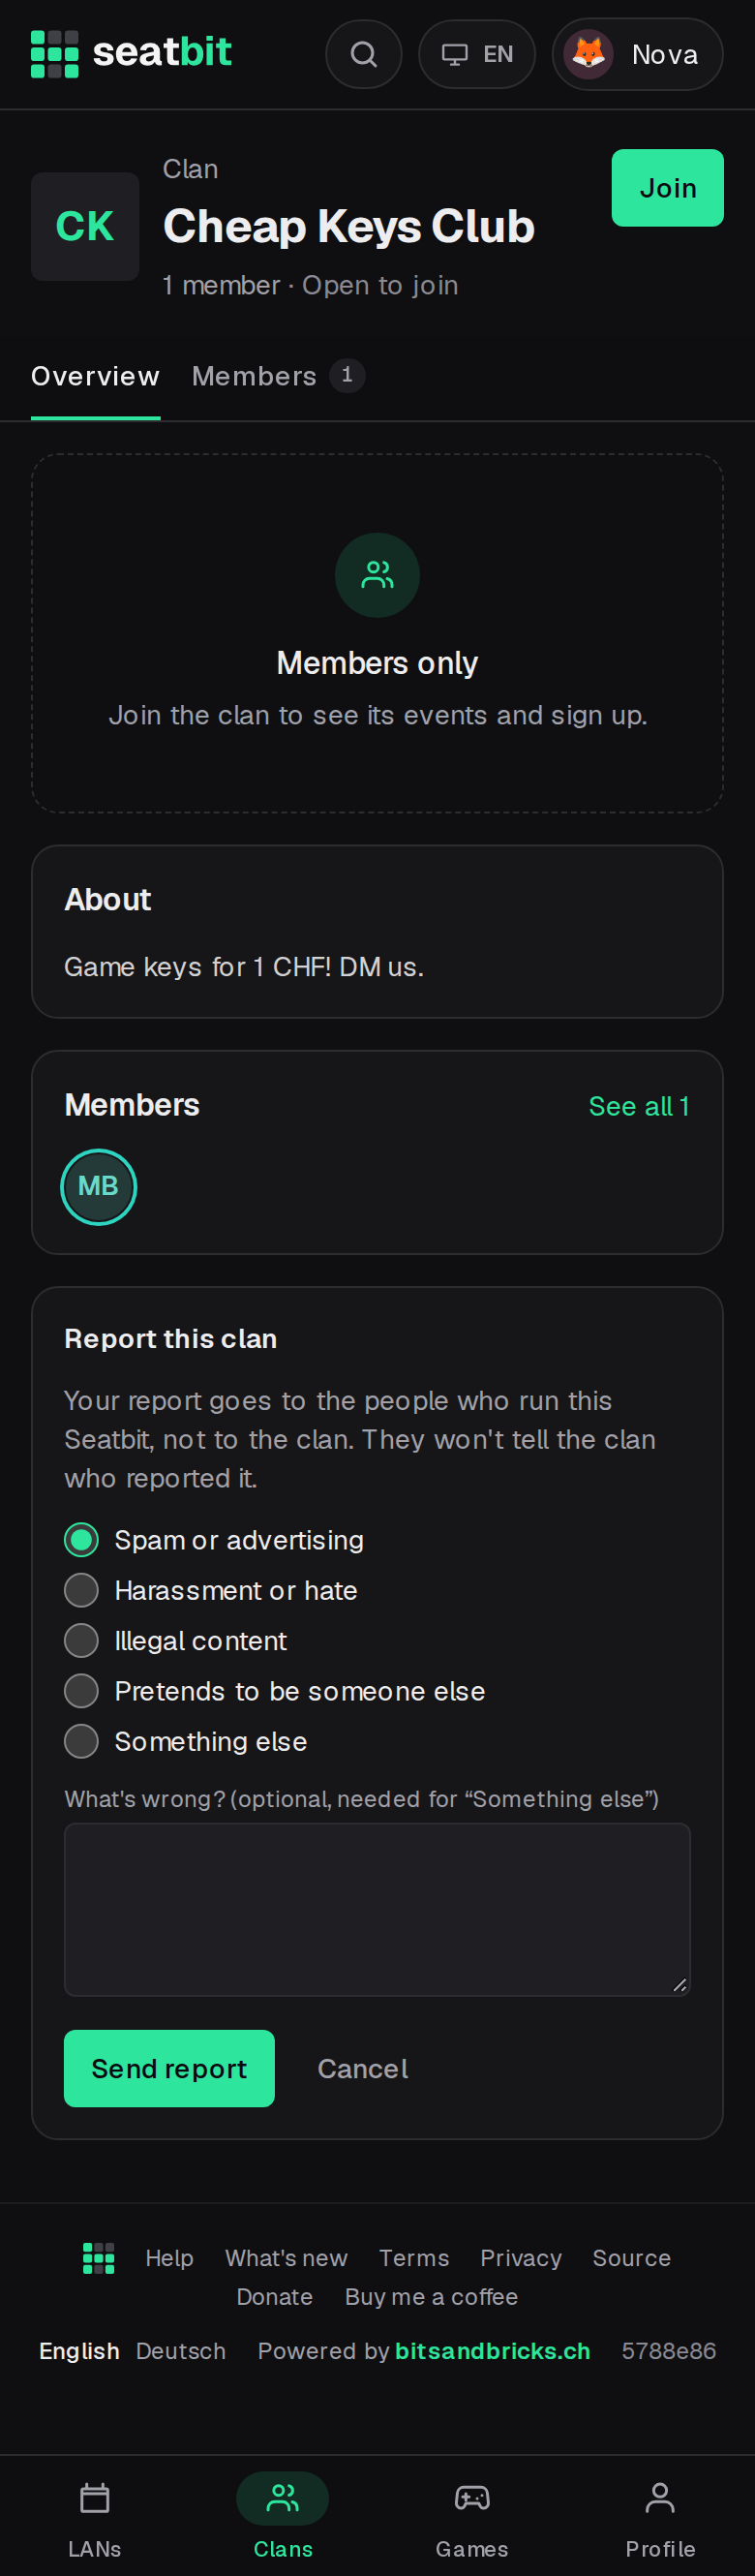 seatbit
EN
Nova
Clan
CK
Cheap Keys Club
Join
1 member · Open to join
Overview
Members 1
Members only
Join the clan to see its events and sign up.
About
Game keys for 1 CHF! DM us.
Members
See all 1
MB
Report this clan
Your report goes to the people who run this
Seatbit, not to the clan. They won't tell the clan
who reported it.
Spam or advertising
Harassment or hate
Illegal content
Pretends to be someone else
Something else
What's wrong? (optional, needed for “Something else”)
Send report
Cancel
Help What's new Terms Privacy Source
Donate Buy me a coffee
English Deutsch Powered by bitsandbricks.ch 5788e86
LANs
Clans
Games
Profile